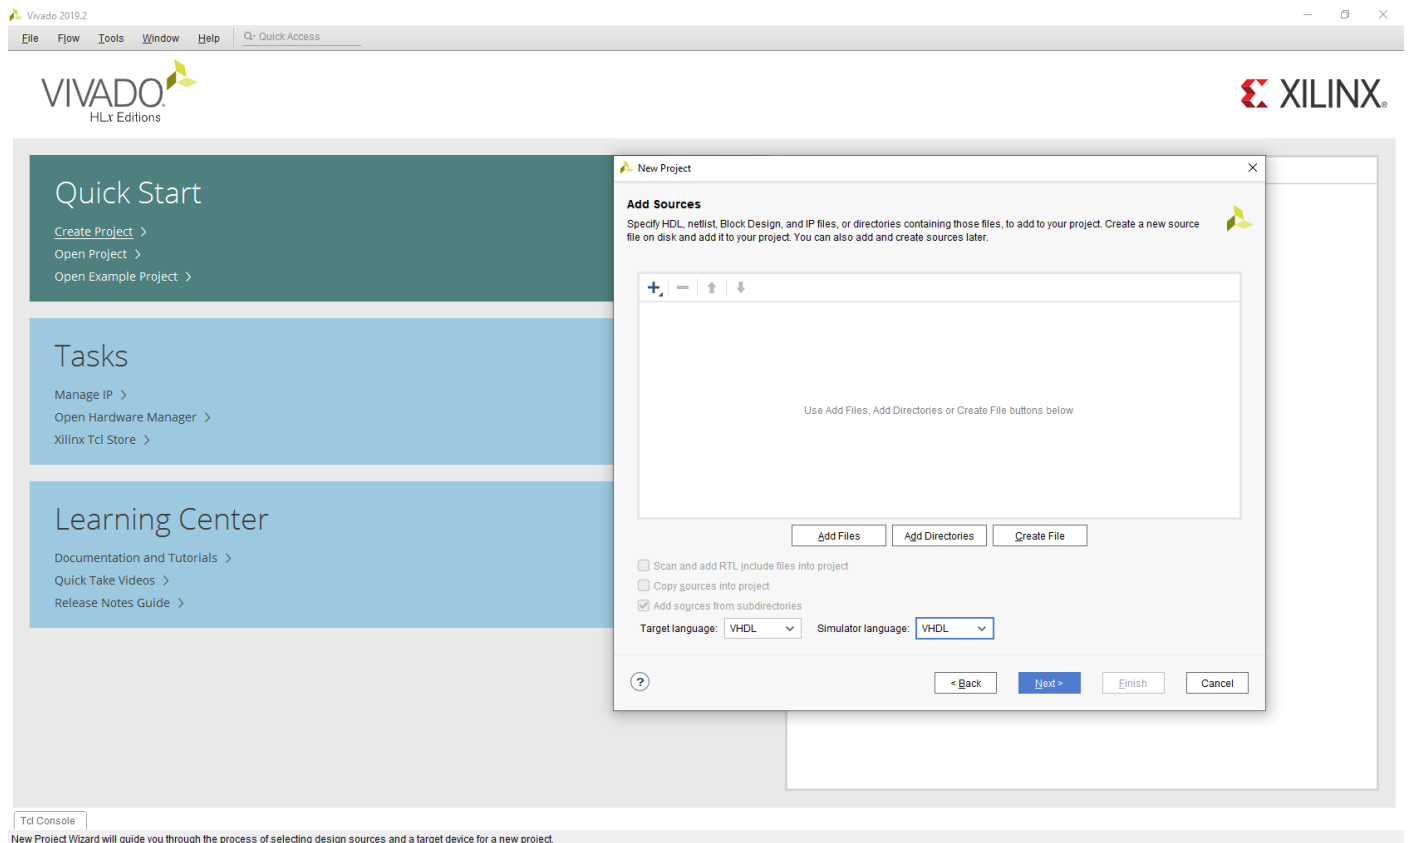 Vivado 2019.2
File Flow Tools Window Help Q- Quick Access
VIVADO.
HLx Editions
XILINX®
Quick Start
Create Project >
Open Project >
Open Example Project >
Tasks
Manage IP >
Open Hardware Manager >
Xilinx Tcl Store >
Learning Center
Documentation and Tutorials >
Quick Take Videos >
Release Notes Guide >
New Project
Add Sources
Specify HDL, netlist, Block Design, and IP files, or directories containing those files, to add to your project. Create a new source
file on disk and add it to your project. You can also add and create sources later.
Use Add Files, Add Directories or Create File buttons below
Add Files Add Directories Create File
Scan and add RTL include files into project
Copy sources into project
Add sources from subdirectories
Target language: VHDL Simulator language: VHDL
? < Back Next > Finish Cancel
Tcl Console
New Project Wizard will guide you through the process of selecting design sources and a target device for a new project.